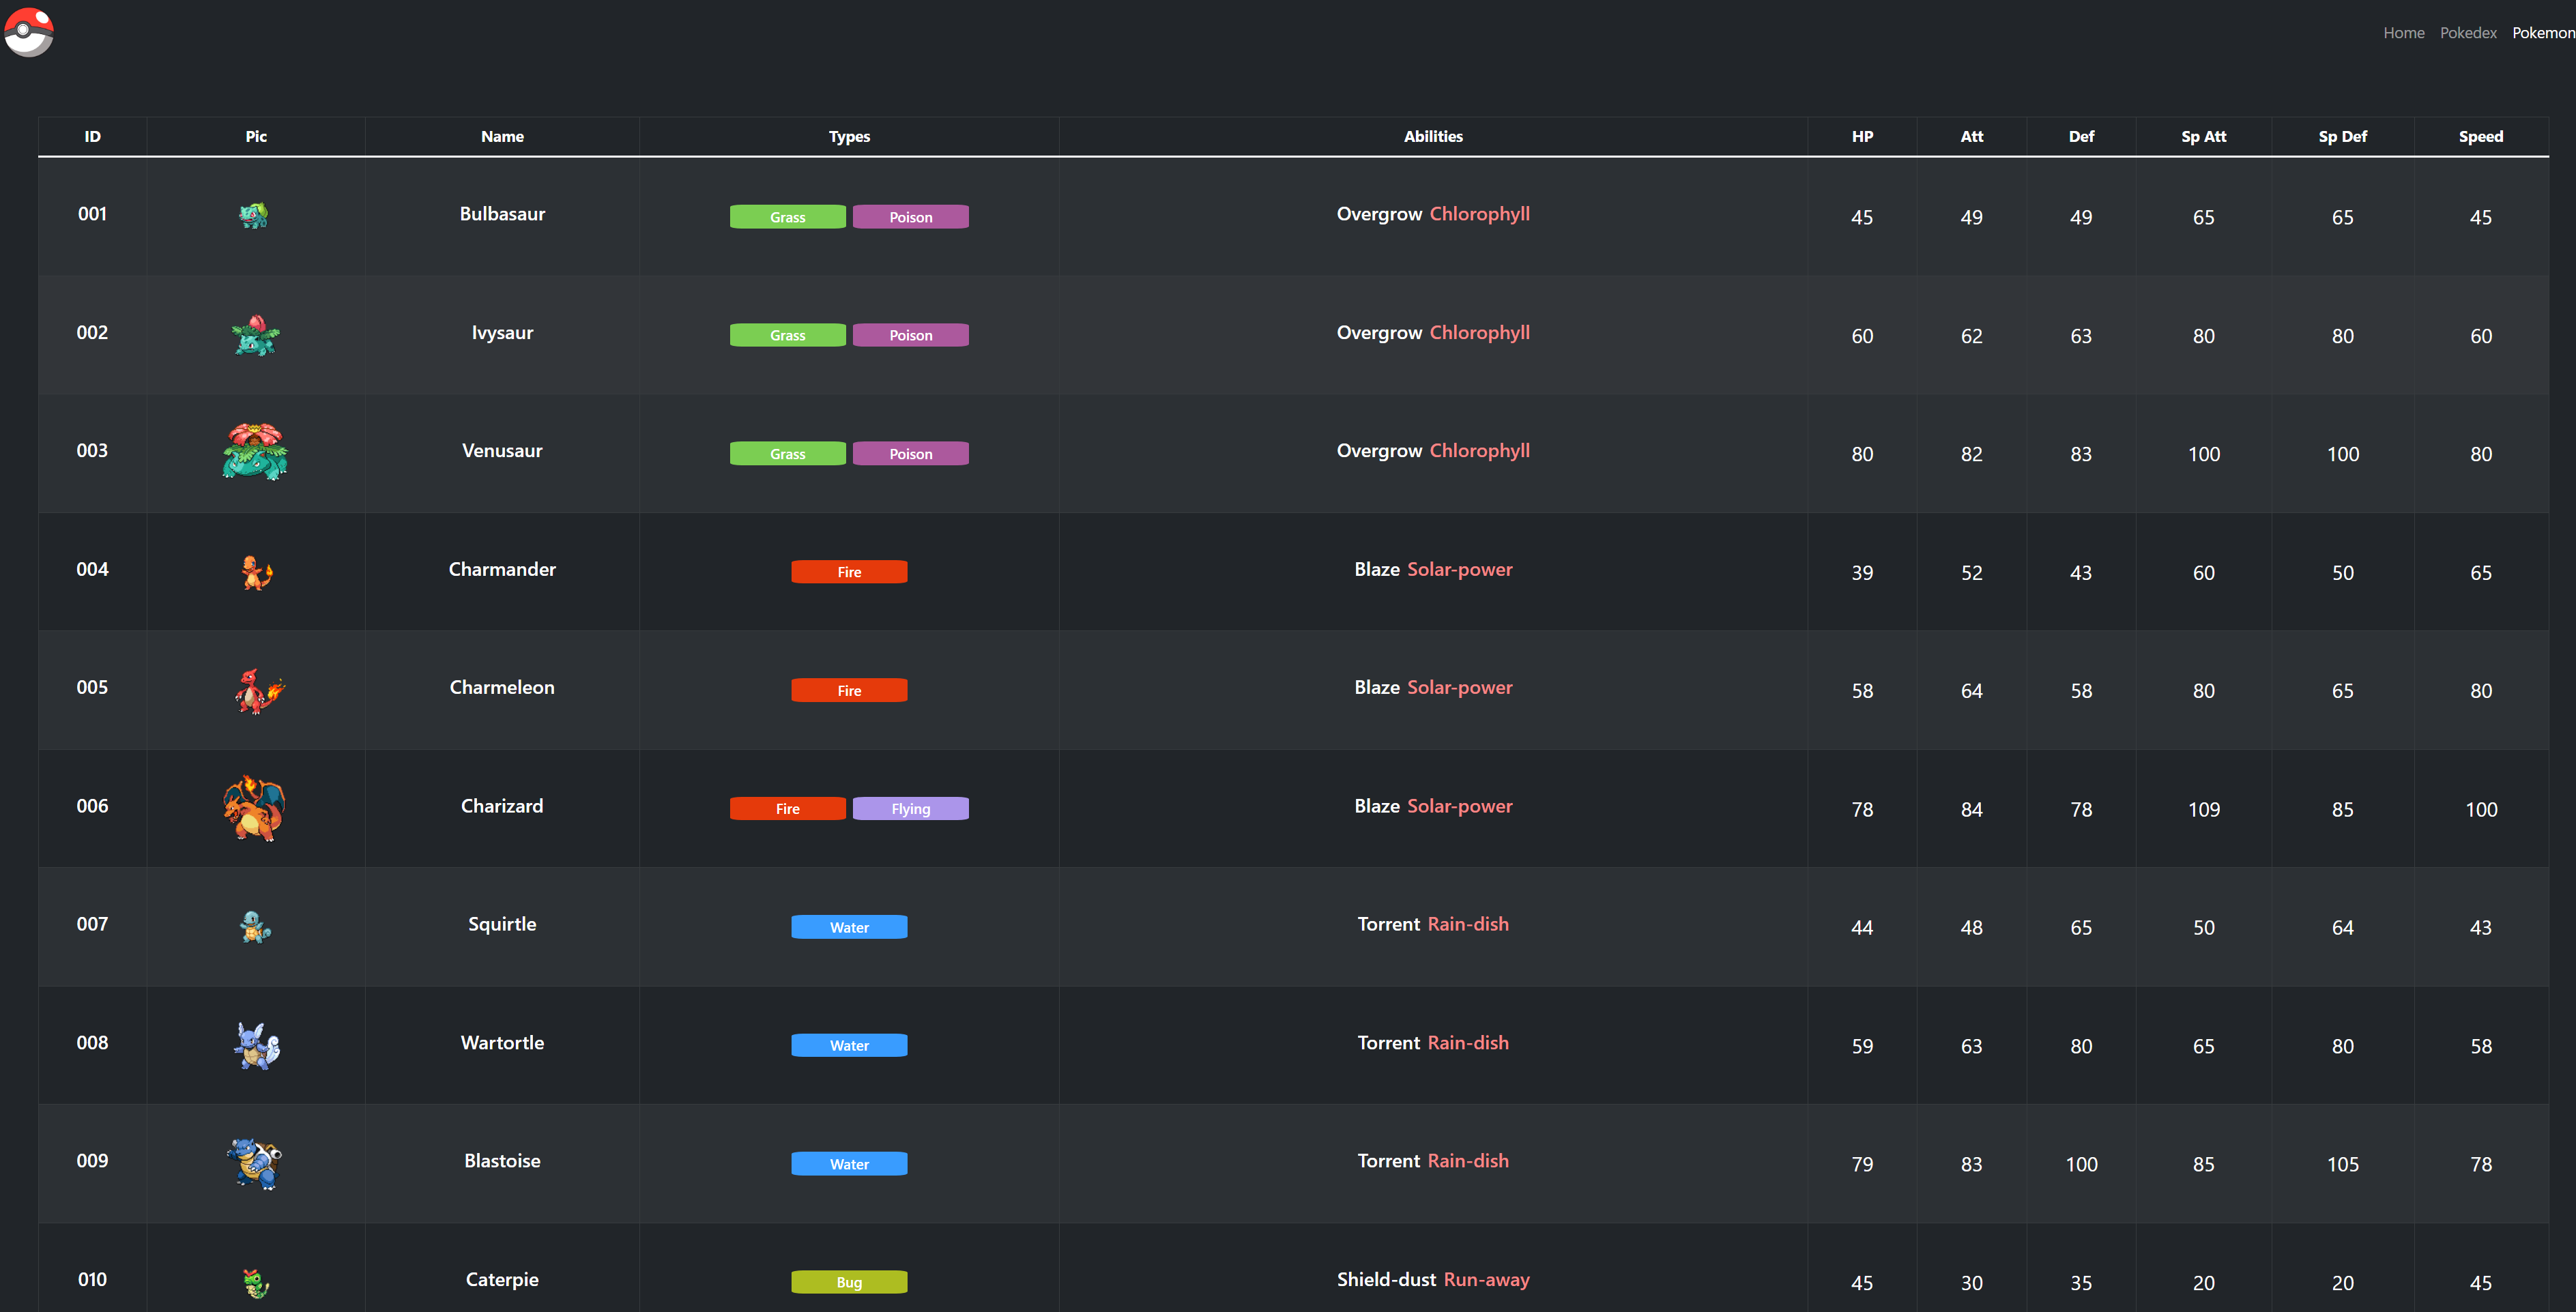 Home Pokedex Pokemon
ID Pic Name Types Abilities HP Att Def Sp Att Sp Def Speed
001 Bulbasaur Grass Poison Overgrow Chlorophyll 45 49 49 65 65 45
002 Ivysaur Grass Poison Overgrow Chlorophyll 60 62 63 80 80 60
003 Venusaur Grass Poison Overgrow Chlorophyll 80 82 83 100 100 80
004 Charmander Fire Blaze Solar-power 39 52 43 60 50 65
005 Charmeleon Fire Blaze Solar-power 58 64 58 80 65 80
006 Charizard Fire Flying Blaze Solar-power 78 84 78 109 85 100
007 Squirtle Water Torrent Rain-dish 44 48 65 50 64 43
008 Wartortle Water Torrent Rain-dish 59 63 80 65 80 58
009 Blastoise Water Torrent Rain-dish 79 83 100 85 105 78
010 Caterpie Bug Shield-dust Run-away 45 30 35 20 20 45